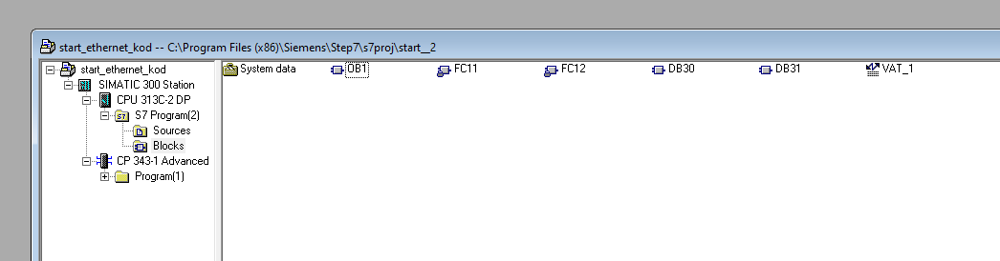 start_ethernet_kod -- C:\Program Files (x86)\Siemens\Step7\s7proj\start__2
start_ethernet_kod
SIMATIC 300 Station
CPU 313C-2 DP
S7 Program(2)
Sources
Blocks
CP 343-1 Advanced
Program(1)
System data OB1 FC11 FC12 DB30 DB31 VAT_1